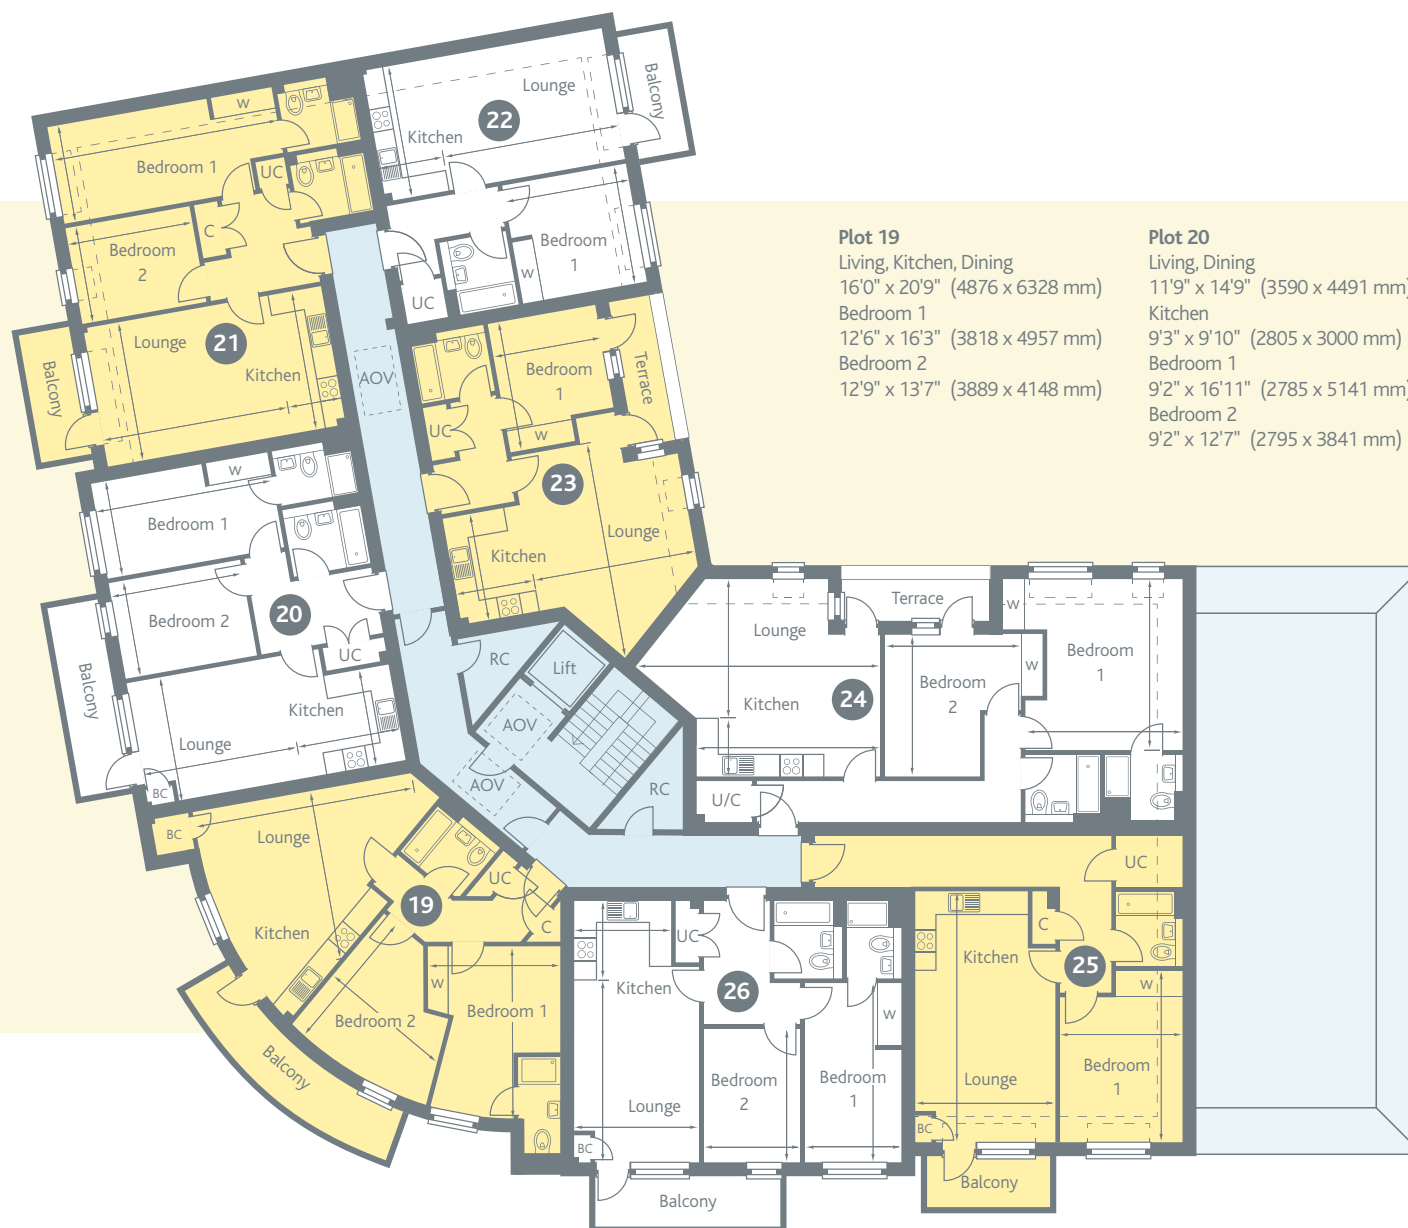 22
Lounge
Kitchen
Balcony
Bedroom
1
W
UC
21
W
Bedroom 1
UC
C
Bedroom
2
Lounge
Kitchen
Balcony
AOV
23
Bedroom
1
Terrace
W
UC
Lounge
Kitchen
Plot 19
Living, Kitchen, Dining
16'0" x 20'9" (4876 x 6328 mm)
Bedroom 1
12'6" x 16'3" (3818 x 4957 mm)
Bedroom 2
12'9" x 13'7" (3889 x 4148 mm)
Plot 20
Living, Dining
11'9" x 14'9" (3590 x 4491 mm)
Kitchen
9'3" x 9'10" (2805 x 3000 mm)
Bedroom 1
9'2" x 16'11" (2785 x 5141 mm)
Bedroom 2
9'2" x 12'7" (2795 x 3841 mm)
20
W
Bedroom 1
Bedroom 2
UC
Kitchen
Lounge
Balcony
BC
RC
Lift
AOV
AOV
RC
24
Lounge
Terrace
Kitchen
Bedroom
2
W
W
Bedroom
1
U/C
19
BC
Lounge
Kitchen
UC
C
W
Bedroom 1
Bedroom 2
Balcony
26
UC
Kitchen
Lounge
W
Bedroom
2
Bedroom
1
BC
Balcony
25
UC
C
Kitchen
W
Lounge
Bedroom
1
BC
Balcony